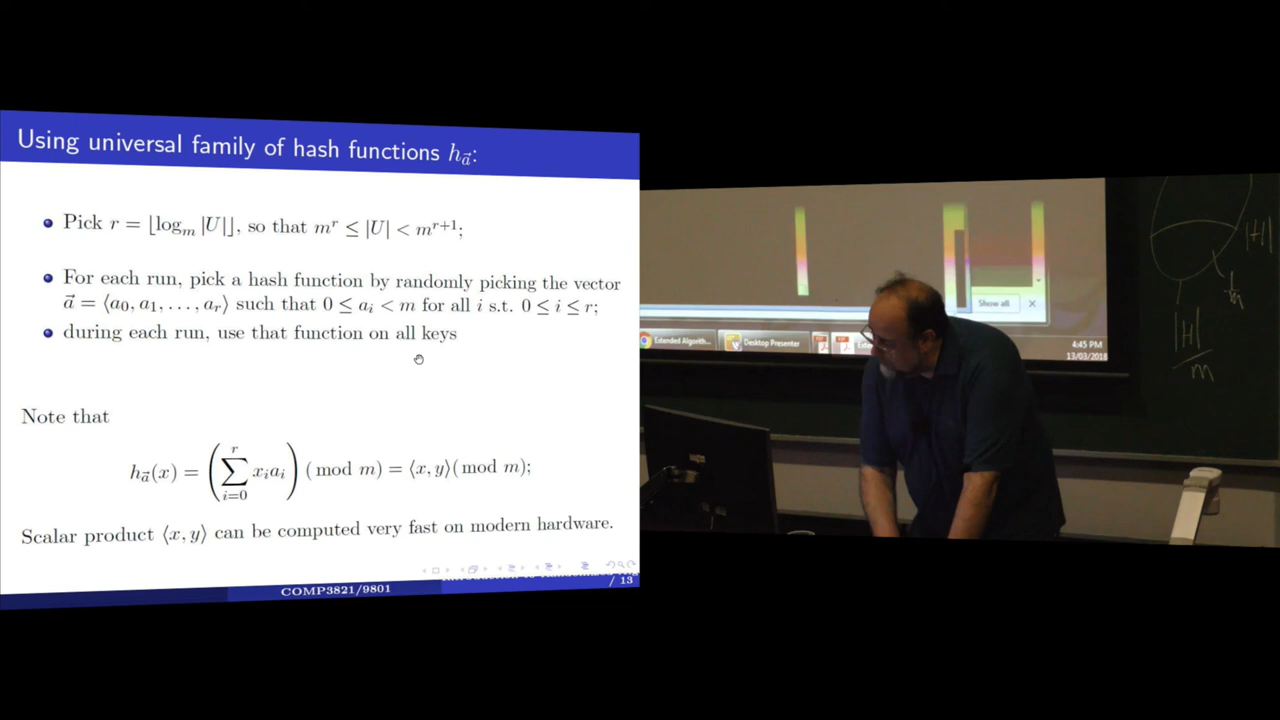 Using universal family of hash functions h_{\vec{a}}:
Pick r = ⌊log_m |U|⌋, so that m^r ≤ |U| < m^{r+1};
For each run, pick a hash function by randomly picking the vector
\vec{a} = ⟨a_0, a_1, . . . , a_r⟩ such that 0 ≤ a_i < m for all i s.t. 0 ≤ i ≤ r;
during each run, use that function on all keys
Note that
h_{\vec{a}}(x) = (∑_{i=0}^{r} x_i a_i) (mod m) = ⟨x, y⟩(mod m);
Scalar product ⟨x, y⟩ can be computed very fast on modern hardware.
COMP3821/9801
/ 13
Show all
Extended Algorith...
Desktop Presenter
4:45 PM
13/03/2018
|H|
1/m
|H|
m